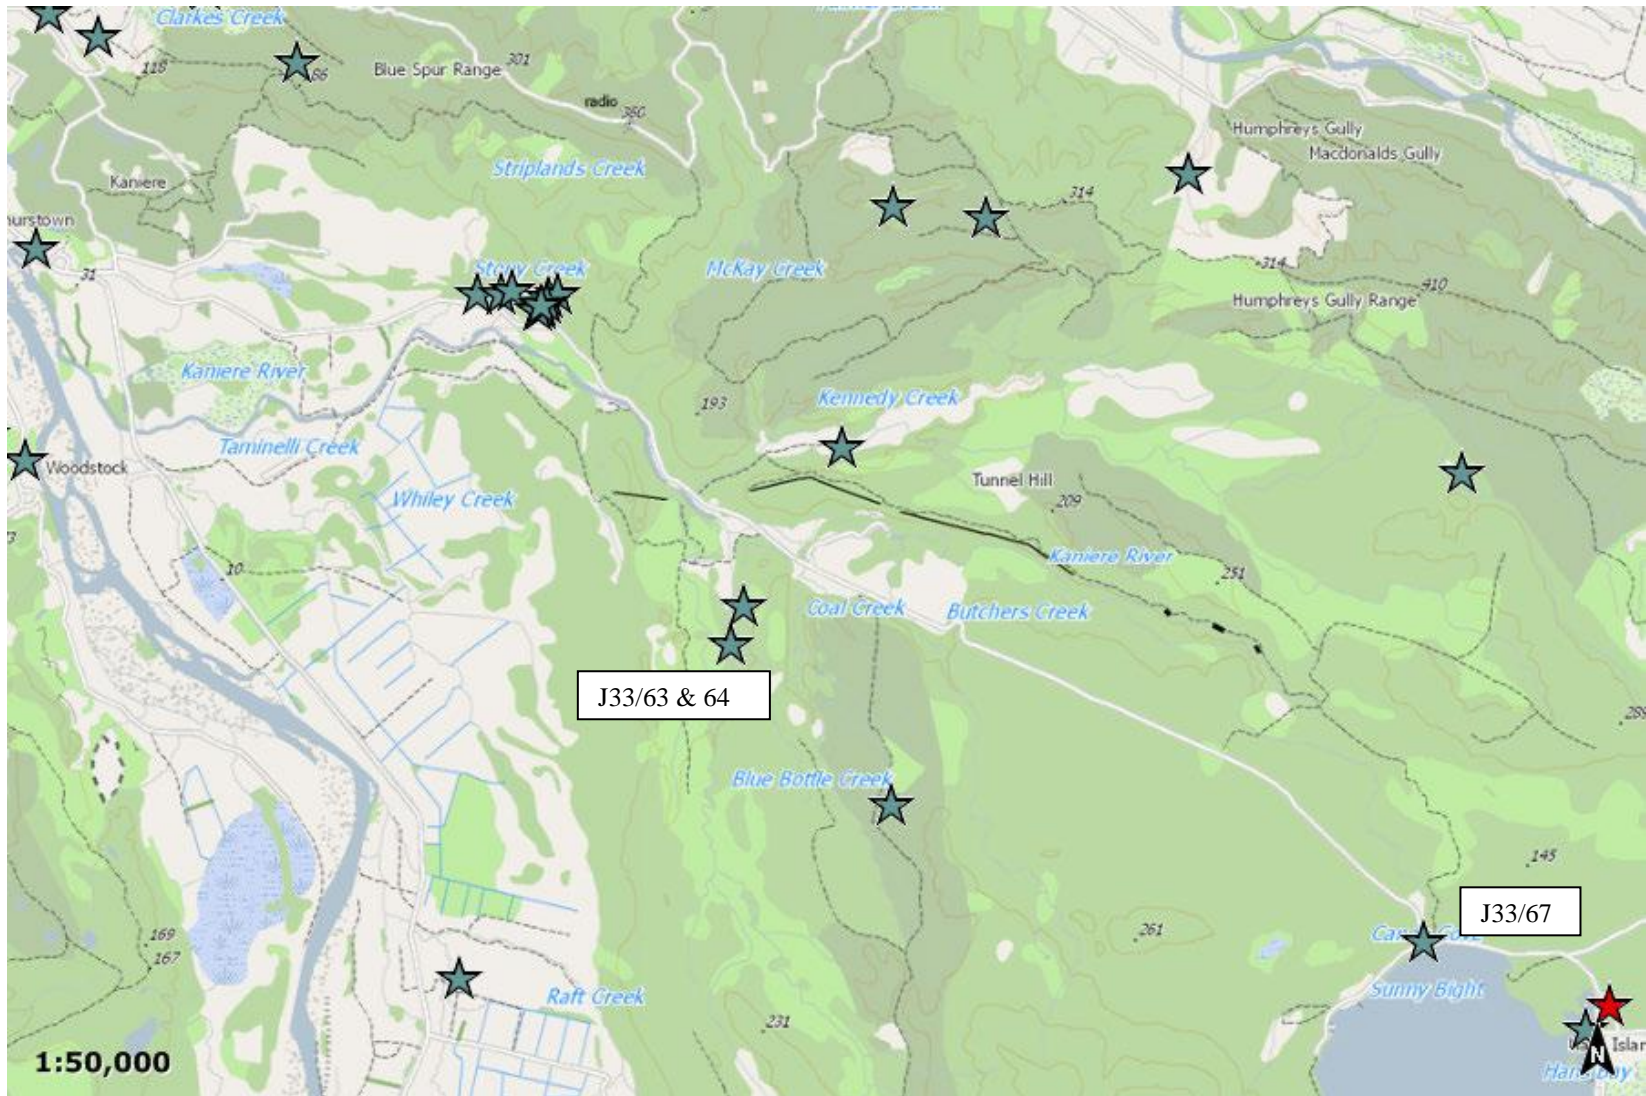 Clarkes Creek
118
86
Blue Spur Range
301
radio
360
Humphreys Gully
Macdonalds Gully
Striplands Creek
Kaniere
314
31
Stony Creek
McKay Creek
314
410
Humphreys Gully Range
Kaniere River
Kennedy Creek
193
Taminelli Creek
Woodstock
Tunnel Hill
Whiley Creek
209
Kaniere River
10
251
Coal Creek
Butchers Creek
J33/63 & 64
289
Blue Bottle Creek
145
J33/67
169
261
167
Sunny Bight
Raft Creek
231
N
1:50,000